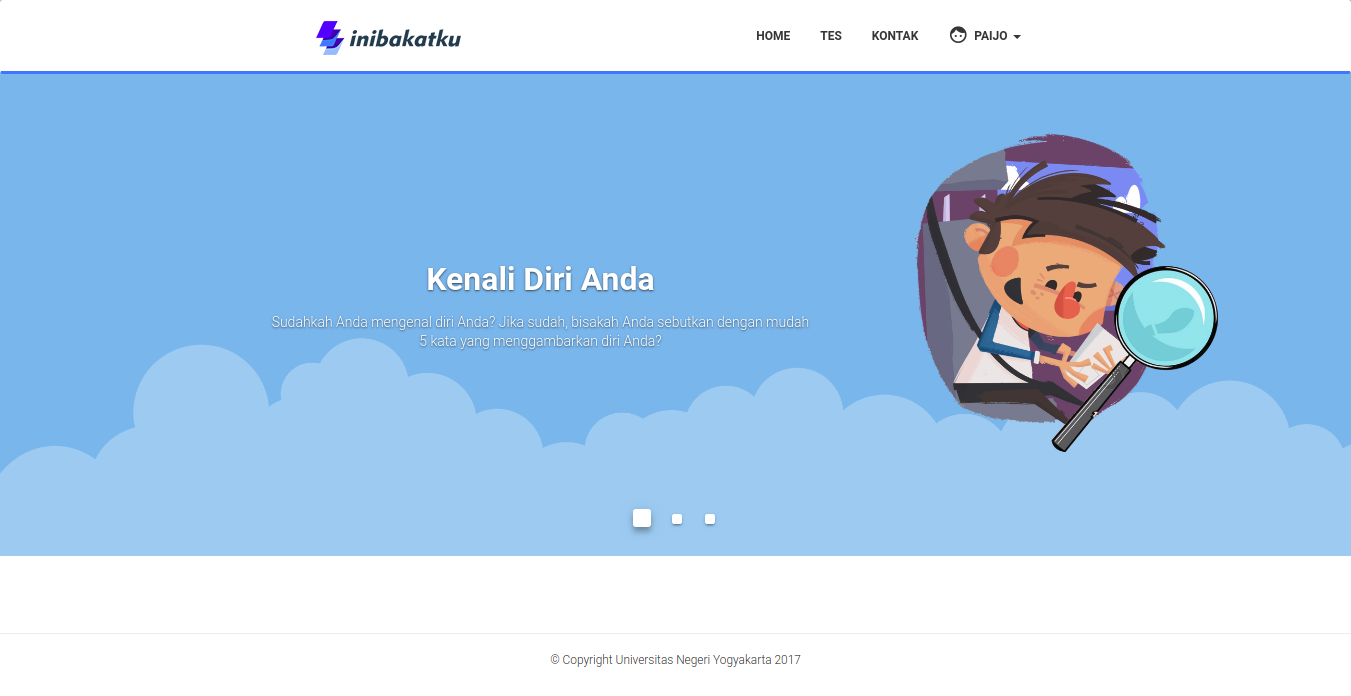 inibakatku
HOME TES KONTAK PAIJO
Kenali Diri Anda
Sudahkah Anda mengenal diri Anda? Jika sudah, bisakah Anda sebutkan dengan mudah
5 kata yang menggambarkan diri Anda?
© Copyright Universitas Negeri Yogyakarta 2017